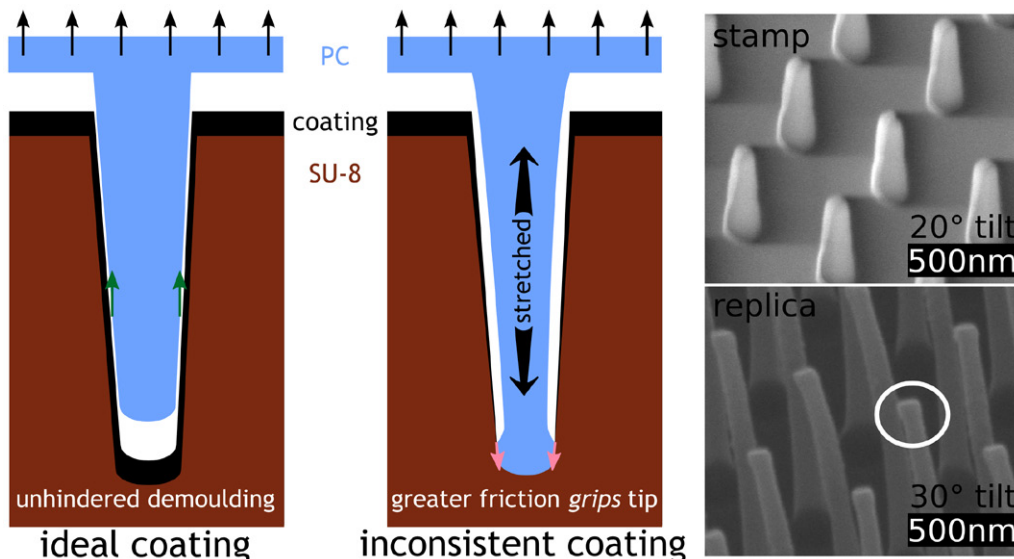 PC
coating
SU-8
unhindered demoulding
ideal coating
stretched
greater friction grips tip
inconsistent coating
stamp
20° tilt
500nm
replica
30° tilt
500nm